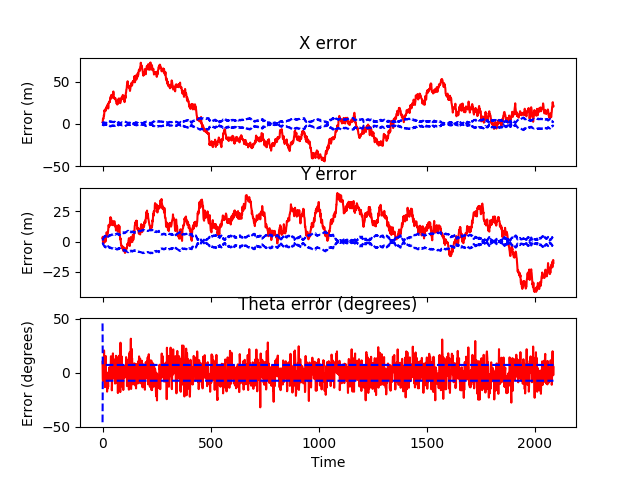 X error
Error (m)
50
0
−50
Y error
Error (m)
25
0
−25
Theta error (degrees)
Error (degrees)
50
0
−50
0 500 1000 1500 2000
Time